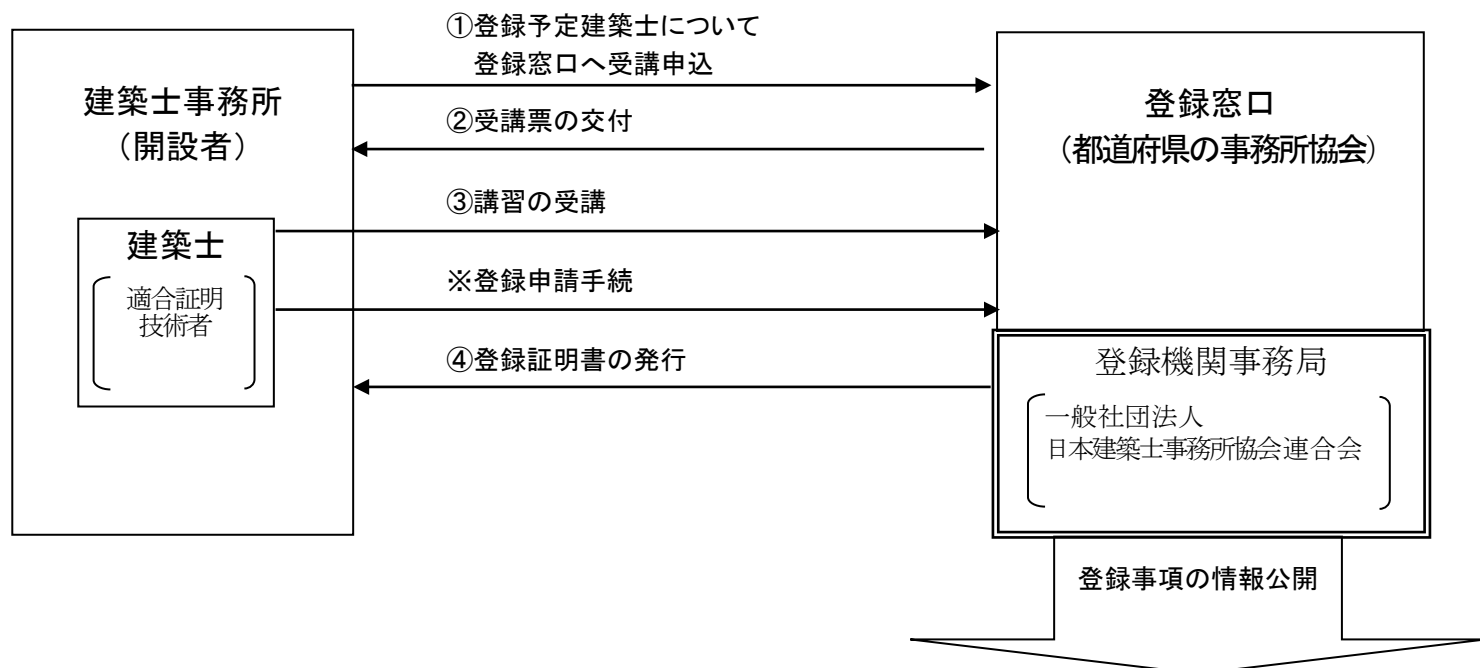 ①登録予定建築士について
登録窓口へ受講申込
建築士事務所
（開設者）
②受講票の交付
登録窓口
（都道府県の事務所協会）
③講習の受講
建築士
適合証明
技術者
※登録申請手続
④登録証明書の発行
登録機関事務局
一般社団法人
日本建築士事務所協会連合会
登録事項の情報公開